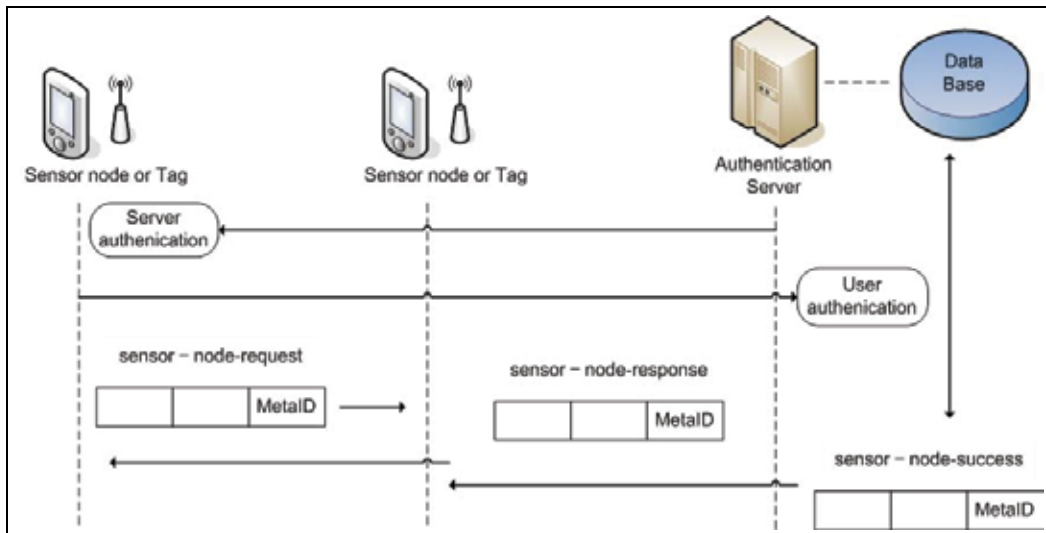 Data
Base
Sensor node or Tag
Sensor node or Tag
Authentication
Server
Server
authenication
User
authenication
sensor – node-request
MetaID
sensor – node-response
MetaID
sensor – node-success
MetaID